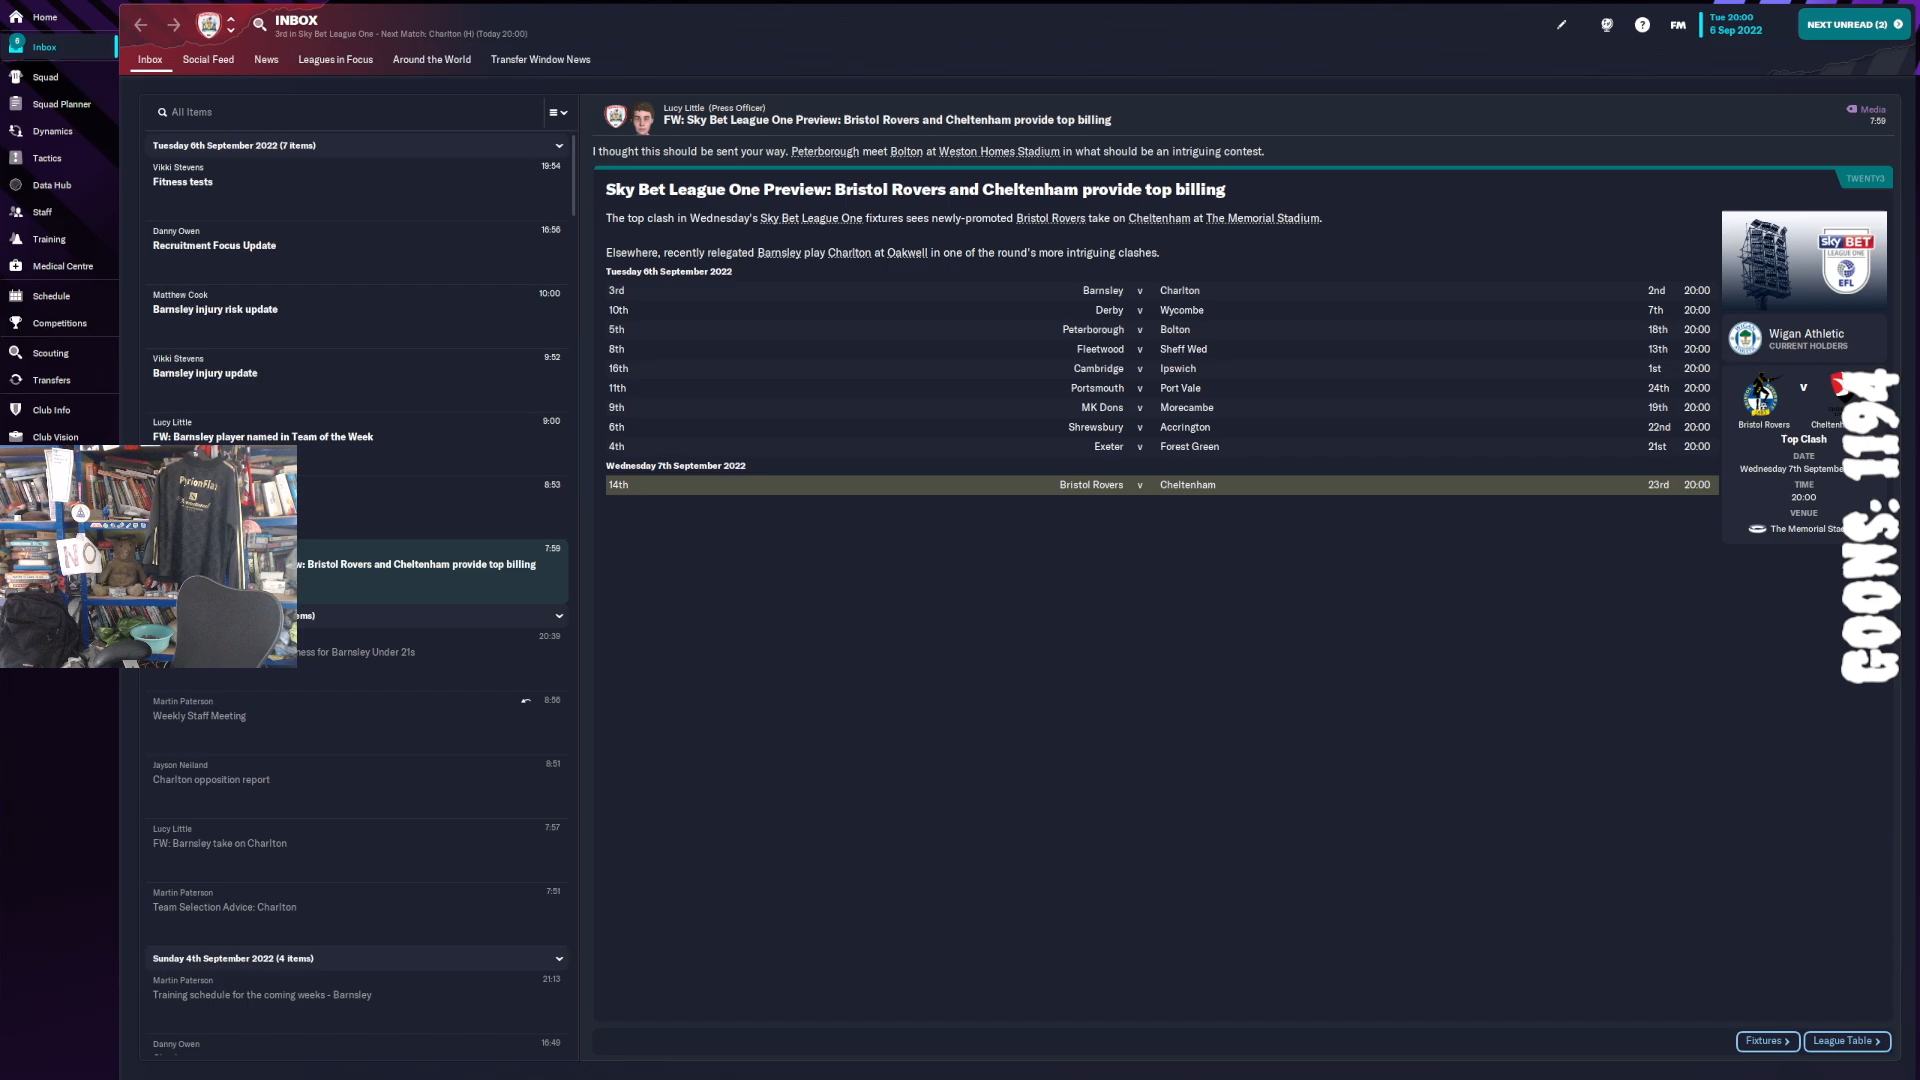 Home
Inbox
6
Squad
Squad Planner
Dynamics
Tactics
Data Hub
Staff
Training
Medical Centre
Schedule
Competitions
Scouting
Transfers
Club Info
Club Vision
INBOX
3rd in Sky Bet League One - Next Match: Charlton (H) (Today 20:00)
FM
Tue 20:00
6 Sep 2022
NEXT UNREAD (2)
Inbox Social Feed News Leagues in Focus Around the World Transfer Window News
All Items
Tuesday 6th September 2022 (7 items)
Vikki Stevens 19:54
Fitness tests
Danny Owen 16:56
Recruitment Focus Update
Matthew Cook 10:00
Barnsley injury risk update
Vikki Stevens 9:52
Barnsley injury update
Lucy Little 9:00
FW: Barnsley player named in Team of the Week
8:53
7:59
w: Bristol Rovers and Cheltenham provide top billing
ems)
20:39
ness for Barnsley Under 21s
Martin Paterson 8:56
Weekly Staff Meeting
Jayson Neiland 8:51
Charlton opposition report
Lucy Little 7:57
FW: Barnsley take on Charlton
Martin Paterson 7:51
Team Selection Advice: Charlton
Sunday 4th September 2022 (4 items)
Martin Paterson 21:13
Training schedule for the coming weeks - Barnsley
Danny Owen 16:49
NO
Lucy Little (Press Officer)
FW: Sky Bet League One Preview: Bristol Rovers and Cheltenham provide top billing
Media
7:59
I thought this should be sent your way. Peterborough meet Bolton at Weston Homes Stadium in what should be an intriguing contest.
TWENTY3
Sky Bet League One Preview: Bristol Rovers and Cheltenham provide top billing
The top clash in Wednesday's Sky Bet League One fixtures sees newly-promoted Bristol Rovers take on Cheltenham at The Memorial Stadium.
Elsewhere, recently relegated Barnsley play Charlton at Oakwell in one of the round's more intriguing clashes.
Tuesday 6th September 2022
3rd Barnsley v Charlton 2nd 20:00
10th Derby v Wycombe 7th 20:00
5th Peterborough v Bolton 18th 20:00
8th Fleetwood v Sheff Wed 13th 20:00
16th Cambridge v Ipswich 1st 20:00
11th Portsmouth v Port Vale 24th 20:00
9th MK Dons v Morecambe 19th 20:00
6th Shrewsbury v Accrington 22nd 20:00
4th Exeter v Forest Green 21st 20:00
Wednesday 7th September 2022
14th Bristol Rovers v Cheltenham 23rd 20:00
sky BET
LEAGUE ONE
EFL
Wigan Athletic
CURRENT HOLDERS
v
Bristol Rovers Chelten
Top Clash
DATE
Wednesday 7th Septembe
TIME
20:00
VENUE
The Memorial Sta
GOONS: 1194
Fixtures
League Table